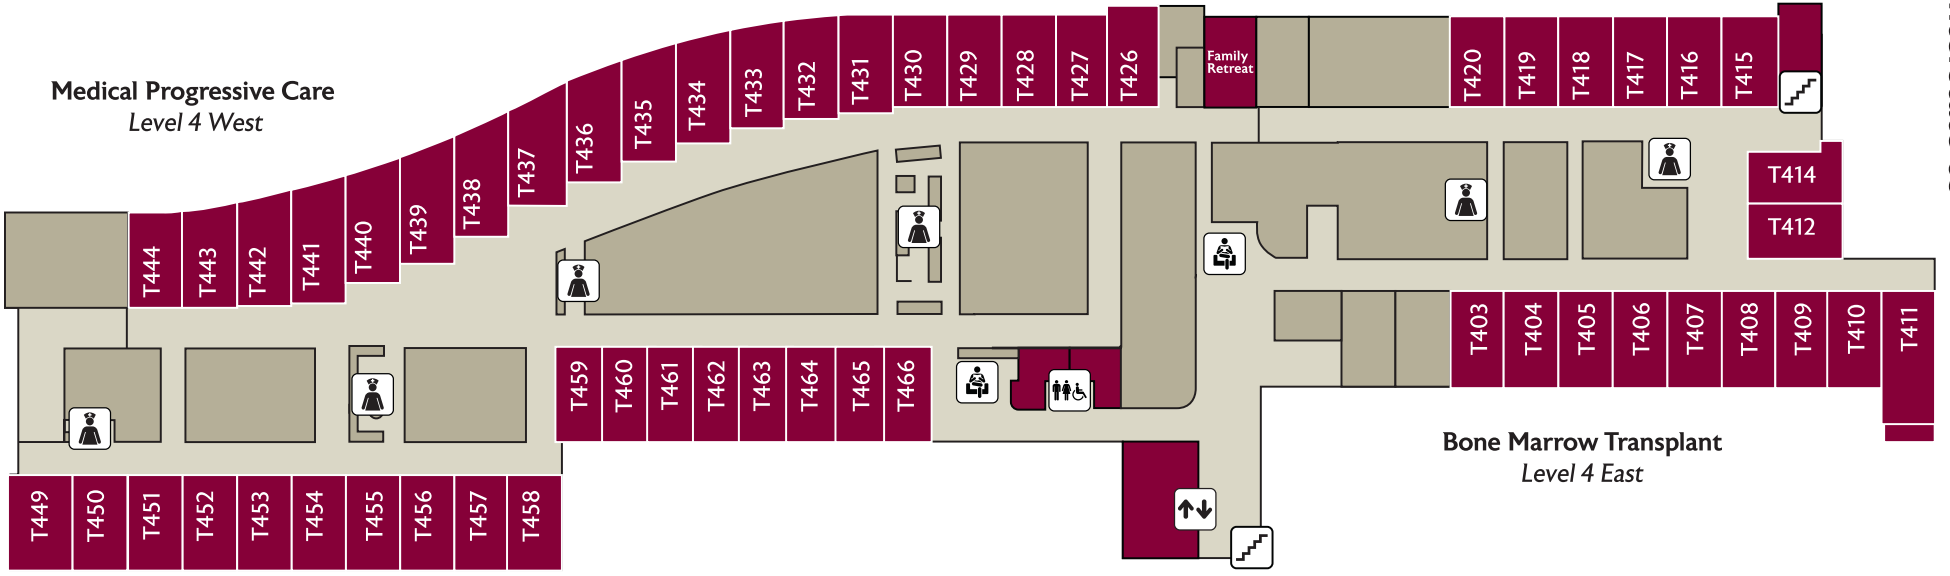 Medical Progressive Care
Level 4 West
T444
T443
T442
T441
T440
T439
T438
T437
T436
T435
T434
T433
T432
T431
T430
T429
T428
T427
T426
Family
Retreat
T420
T419
T418
T417
T416
T415
T414
T412
T403
T404
T405
T406
T407
T408
T409
T410
T411
T459
T460
T461
T462
T463
T464
T465
T466
Bone Marrow Transplant
Level 4 East
T449
T450
T451
T452
T453
T454
T455
T456
T457
T458